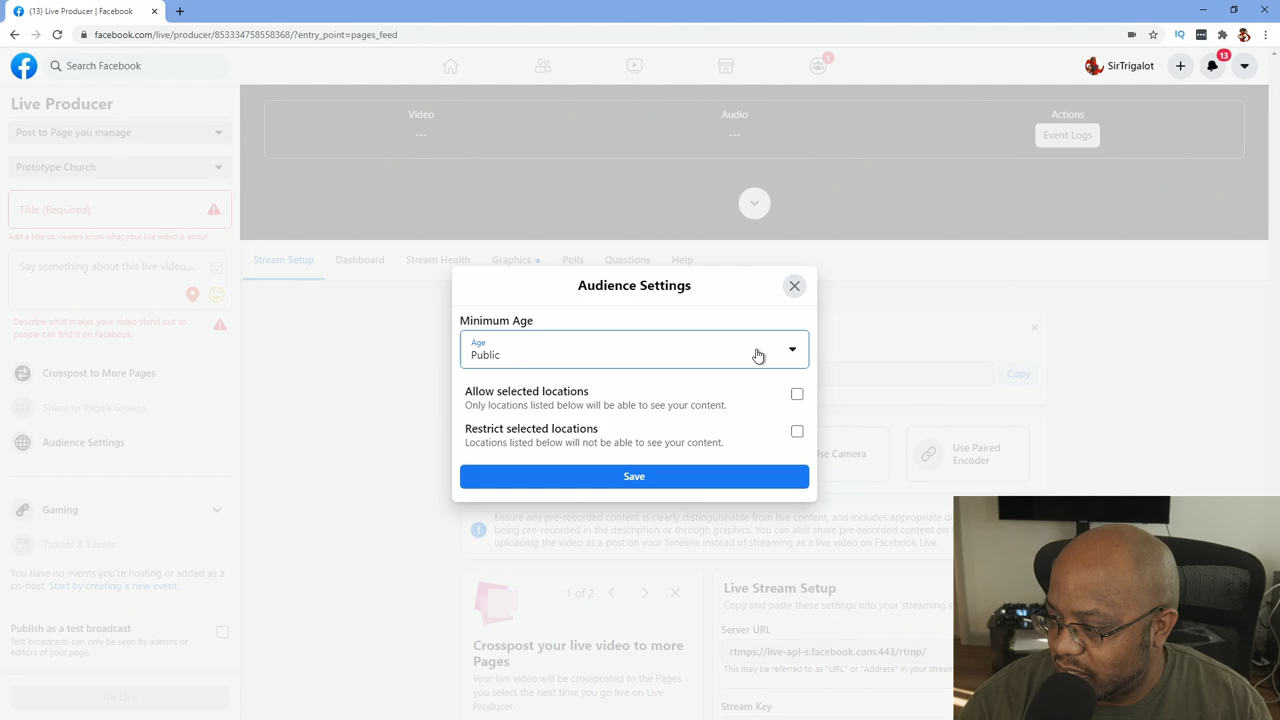 (13) Live Producer | Facebook
facebook.com/live/producer/853334758558368/?entry_point=pages_feed
IQ
Search Facebook
1
SirTrigalot
13
Live Producer
Post to Page you manage
Prototype Church
Title (Required)
Add a title so viewers know what your live video is about
Say something about this live video...
Describe what makes your video stand out so
people can find it on Facebook.
Crosspost to More Pages
Share to Page's Groups
Audience Settings
Gaming
Tickets & Events
You have no events you're hosting or added as a
co-host. Start by creating a new event.
Publish as a test broadcast
Test broadcasts can only be seen by admins or
editors of your page.
Go Live
Video
---
Audio
---
Actions
Event Logs
Stream Setup
Dashboard
Stream Health
Graphics
Polls
Questions
Help
Audience Settings
Minimum Age
Age
Public
Allow selected locations
Only locations listed below will be able to see your content.
Restrict selected locations
Locations listed below will not be able to see your content.
Save
Copy
Use Camera
Use Paired
Encoder
Ensure any pre-recorded content is clearly distinguishable from live content, and includes appropriate
being pre-recorded in the description or through graphics. You can also share pre-recorded content on
uploading the video as a post on your timeline instead of streaming as a live video on Facebook Live.
1 of 2
Crosspost your live video to more
Pages
Your live video will be crossposted to the Pages
you select the next time you go live on Live
Producer.
Live Stream Setup
Copy and paste these settings into your streaming
Server URL
rtmps://live-api-s.facebook.com:443/rtmp/
This may be referred to as "URL" or "Address" in your
Stream Key